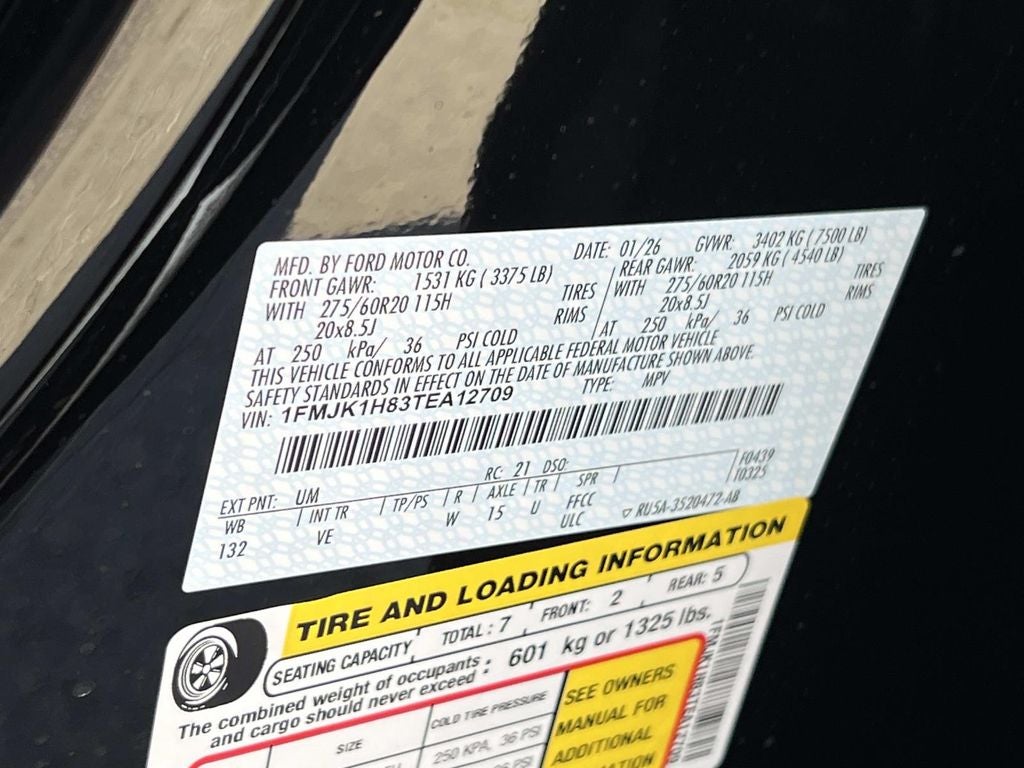 MFD. BY FORD MOTOR CO.
DATE: 01/26 GVWR: 3402 KG ( 7500 LB)
FRONT GAWR: 1531 KG ( 3375 LB)
REAR GAWR: 2059 KG ( 4540 LB)
WITH 275/60R20 115H TIRES
WITH 275/60R20 115H TIRES
20x8.5J RIMS
20x8.5J RIMS
AT 250 kPa/ 36 PSI COLD
AT 250 kPa/ 36 PSI COLD
THIS VEHICLE CONFORMS TO ALL APPLICABLE FEDERAL MOTOR VEHICLE
SAFETY STANDARDS IN EFFECT ON THE DATE OF MANUFACTURE SHOWN ABOVE.
VIN: 1FMJK1H83TEA12709 TYPE: MPV
EXT PNT: UM RC: 21 DSO: F0439
WB INT TR TP/PS R AXLE TR SPR T0325
132 VE W 15 U FFCC
ULC ▽ RU5A-3520472-AB
TIRE AND LOADING INFORMATION
SEATING CAPACITY TOTAL : 7 FRONT: 2 REAR: 5
The combined weight of occupants
and cargo should never exceed : 601 kg or 1325 lbs.
SIZE COLD TIRE PRESSURE
250 KPA, 36 PSI
SEE OWNERS
MANUAL FOR
ADDITIONAL